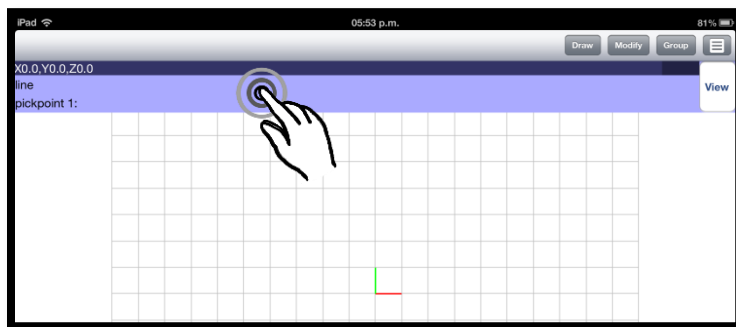 iPad 05:53 p.m. 81%
Draw Modify Group
X0.0,Y0.0,Z0.0
line
View
pickpoint 1: